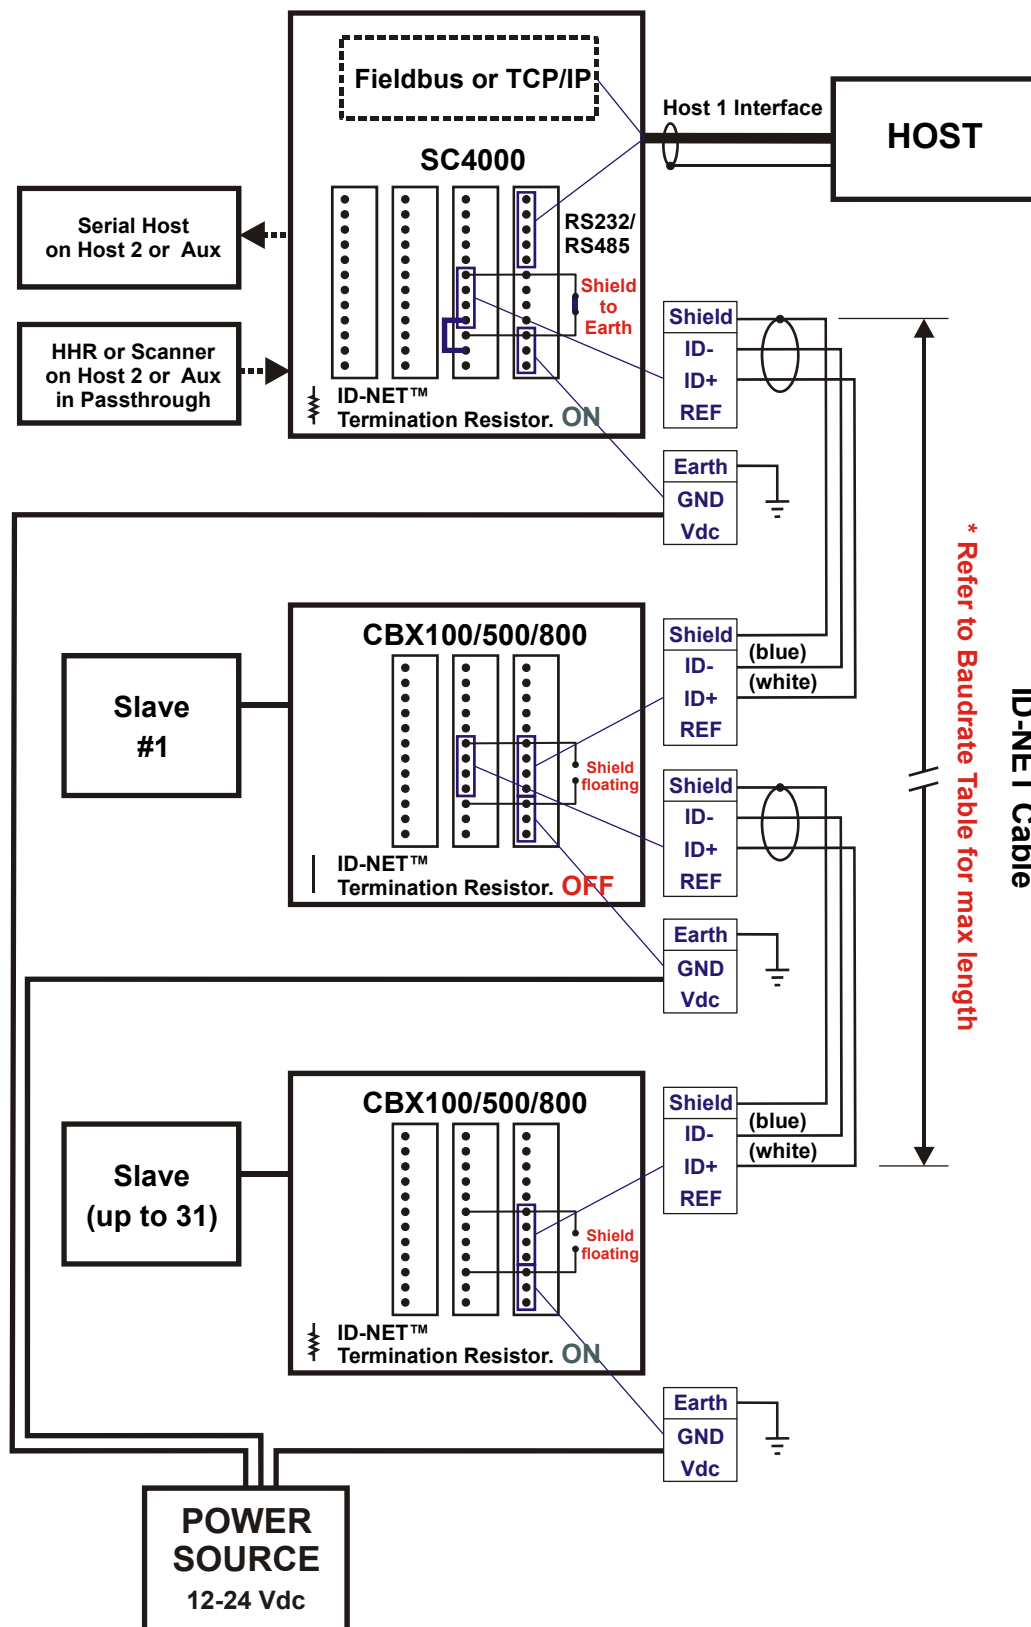 Fieldbus or TCP/IP
Host 1 Interface
HOST
SC4000
Serial Host
on Host 2 or Aux
RS232/
RS485
Shield
to
Earth
HHR or Scanner
on Host 2 or Aux
in Passthrough
ID-NET™
Termination Resistor. ON
Shield
ID-
ID+
REF
Earth
GND
Vdc
CBX100/500/800
Slave
#1
Shield
floating
ID-NET™
Termination Resistor. OFF
Shield
ID-
(blue)
ID+
(white)
REF
Shield
ID-
ID+
REF
Earth
GND
Vdc
* Refer to Baudrate Table for max length
ID-NET Cable
CBX100/500/800
Slave
(up to 31)
Shield
floating
ID-NET™
Termination Resistor. ON
Shield
ID-
(blue)
ID+
(white)
REF
Earth
GND
Vdc
POWER
SOURCE
12-24 Vdc